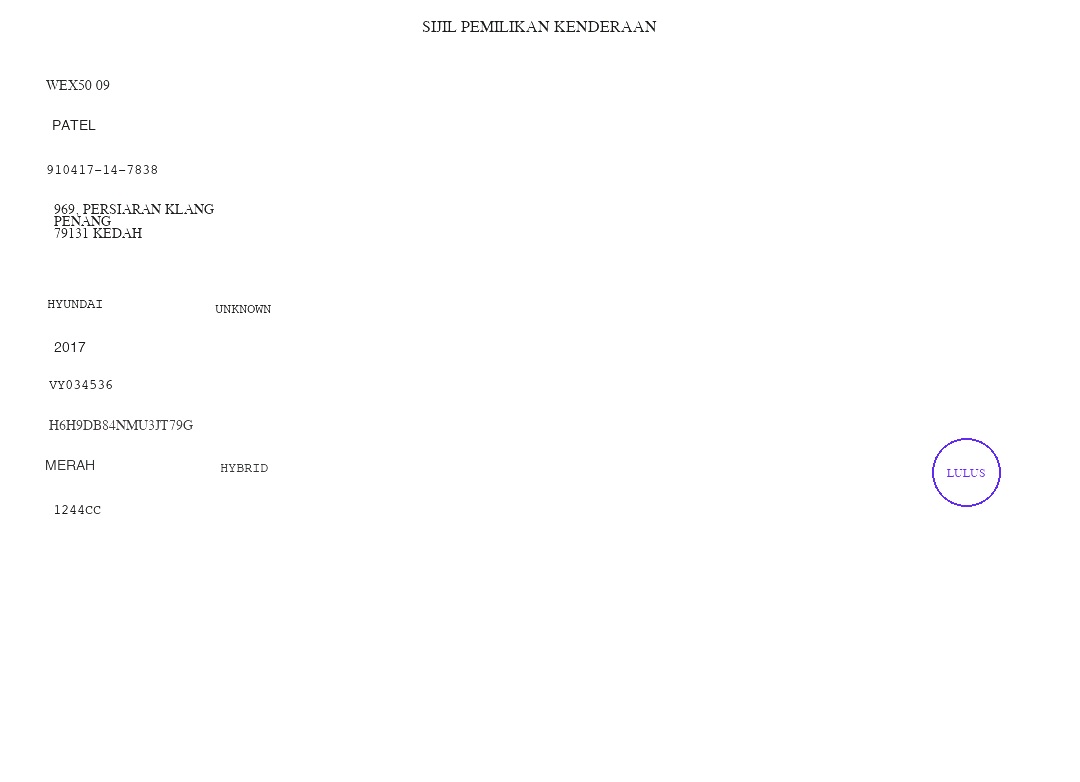 SIJIL PEMILIKAN KENDERAAN
WEX50 09
PATEL
910417-14-7838
969, PERSIARAN KLANG
PENANG
79131 KEDAH
HYUNDAI UNKNOWN
2017
VY034536
H6H9DB84NMU3JT79G
MERAH HYBRID
LULUS
1244CC